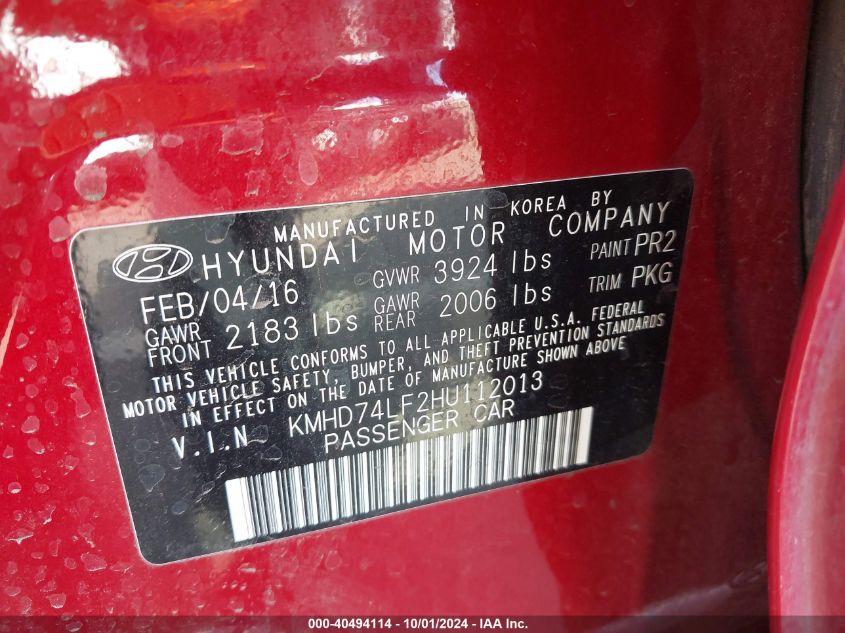 MANUFACTURED IN KOREA BY
HYUNDAI MOTOR COMPANY
FEB/04/16 GVWR 3924 lbs PAINT PR2
GAWR FRONT 2183 lbs GAWR REAR 2006 lbs TRIM PKG
THIS VEHICLE CONFORMS TO ALL APPLICABLE U.S.A. FEDERAL
MOTOR VEHICLE SAFETY, BUMPER, AND THEFT PREVENTION STANDARDS
IN EFFECT ON THE DATE OF MANUFACTURE SHOWN ABOVE
V.I.N KMHD74LF2HU112013
PASSENGER CAR
000-40494114 - 10/01/2024 - IAA Inc.